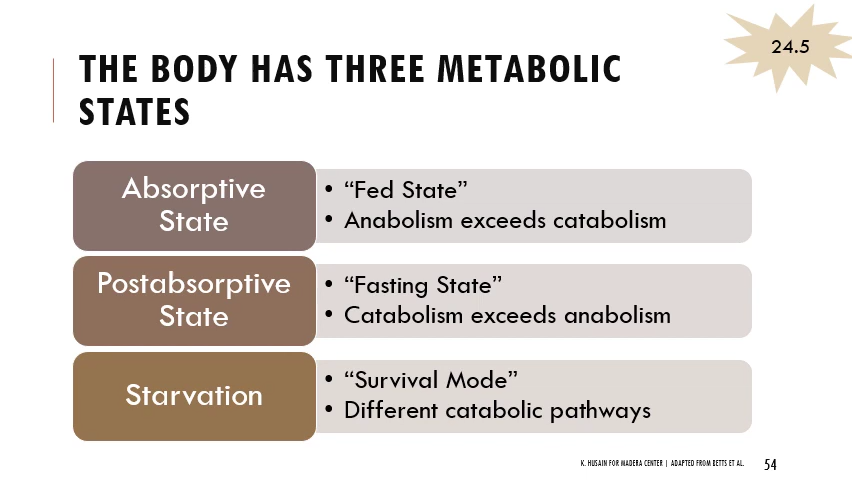 24.5
THE BODY HAS THREE METABOLIC
STATES
Absorptive
State
• “Fed State”
• Anabolism exceeds catabolism
Postabsorptive
State
• “Fasting State”
• Catabolism exceeds anabolism
Starvation
• “Survival Mode”
• Different catabolic pathways
K. HUSAIN FOR MADERA CENTER | ADAPTED FROM BETTS ET AL.
54